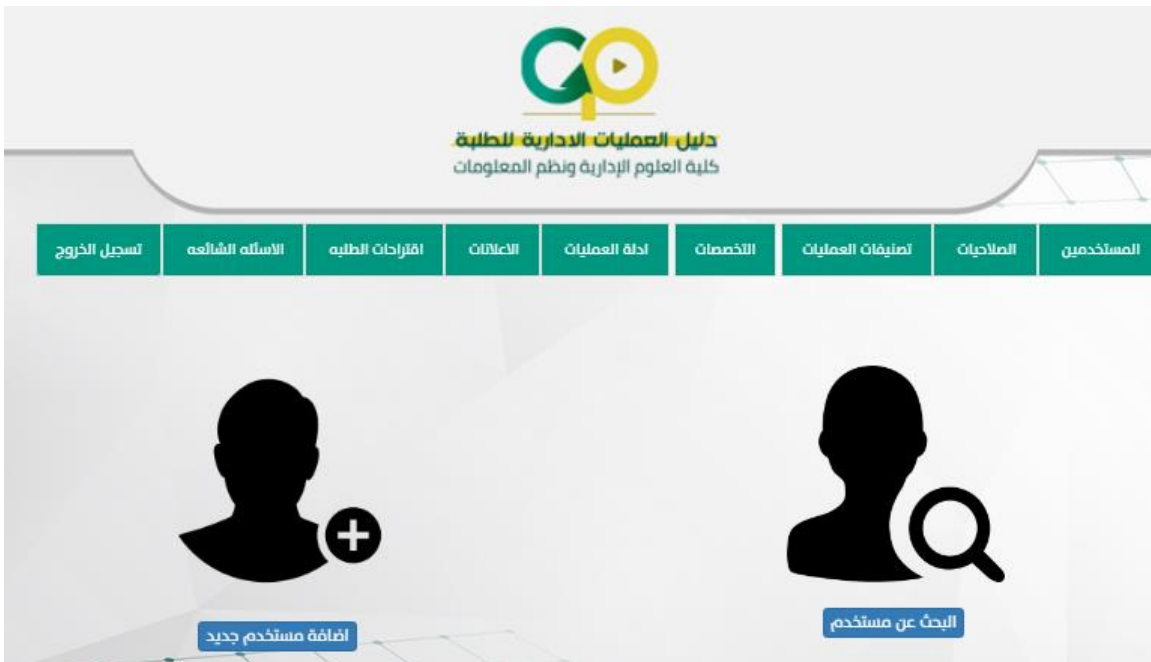 دليل العمليات الادارية للطلبة
كلية العلوم الإدارية ونظم المعلومات
المستخدمين
الصلاحيات
تصنيفات العمليات
التخصصات
ادلة العمليات
الاعلانات
اقتراحات الطلبه
الاسئله الشائعه
تسجيل الخروج
البحث عن مستخدم
اضافة مستخدم جديد